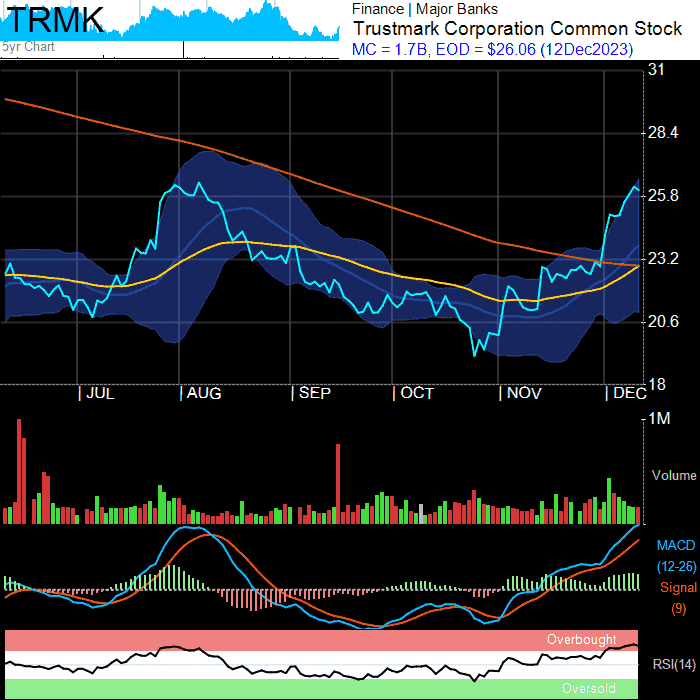 TRMK
5yr Chart
Finance | Major Banks
Trustmark Corporation Common Stock
MC = 1.7B, EOD = $26.06 (12Dec2023)
31
28.4
25.8
23.2
20.6
18
JUL AUG SEP OCT NOV DEC
1M
Volume
MACD
(12-26)
Signal
(9)
Overbought
RSI(14)
Oversold